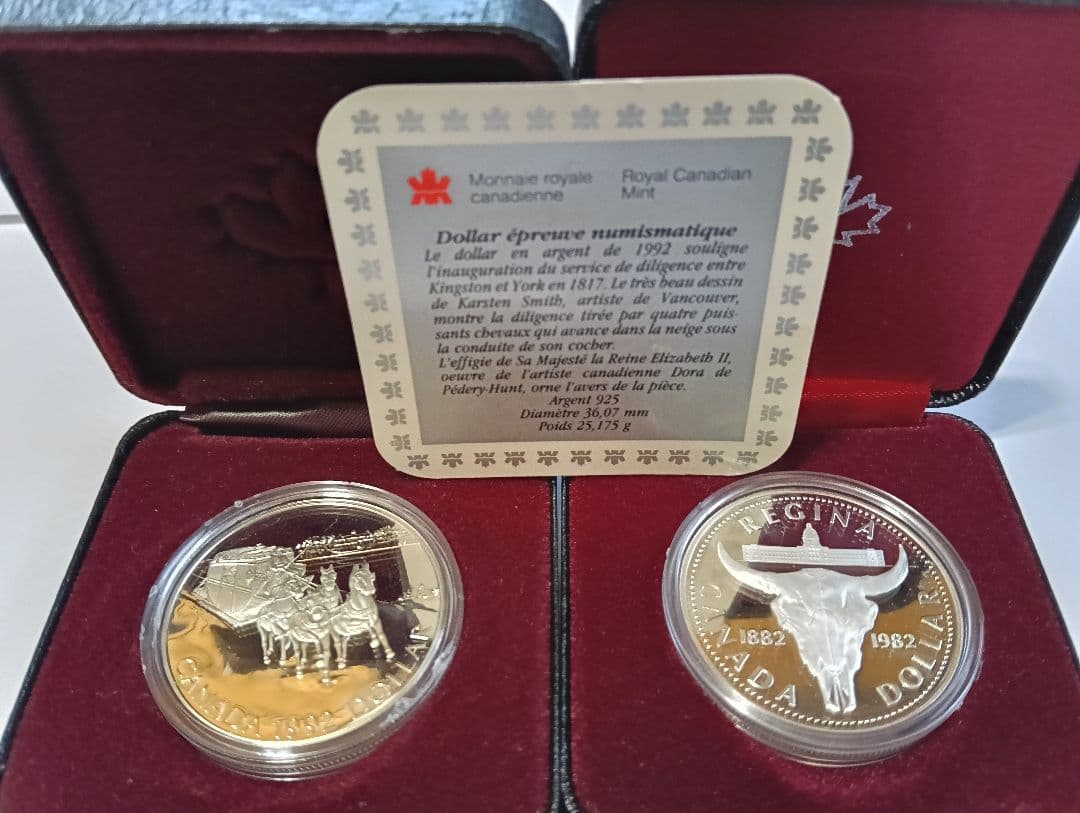 Monnaie royale canadienne
Royal Canadian Mint
Dollar épreuve numismatique
Le dollar en argent de 1992 souligne
l'inauguration du service de diligence entre
Kingston et York en 1817. Le très beau dessin
de Karsten Smith, artiste de Vancouver,
montre la diligence tirée par quatre puis-
sants chevaux qui avance dans la neige sous
la conduite de son cocher.
L'effigie de Sa Majesté la Reine Elizabeth II,
oeuvre de l'artiste canadienne Dora de
Pédery-Hunt, orne l'avers de la pièce.
Argent 925
Diamètre 36,07 mm
Poids 25,175 g
CANADA 1992 DOLLAR
REGINA
1882 1982
CANADA DOLLAR